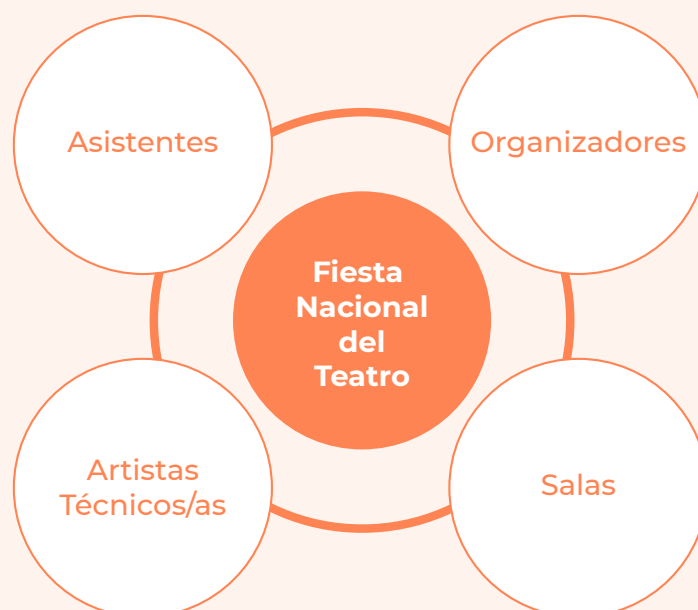 Asistentes
Organizadores
Fiesta
Nacional
del
Teatro
Artistas
Técnicos/as
Salas